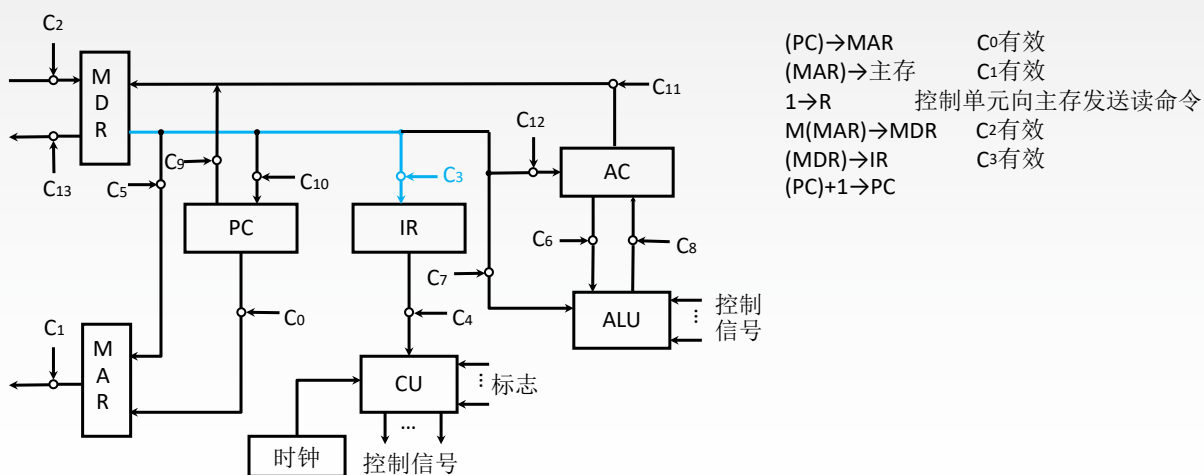 C2
MDR
C11
C12
C13
C5
C9
C10
C3
AC
PC
IR
C6
C8
C7
C1
MAR
C0
C4
ALU
控制
信号
...
CU
...
标志
时钟
...
控制信号
(PC)→MAR C0有效
(MAR)→主存 C1有效
1→R 控制单元向主存发送读命令
M(MAR)→MDR C2有效
(MDR)→IR C3有效
(PC)+1→PC